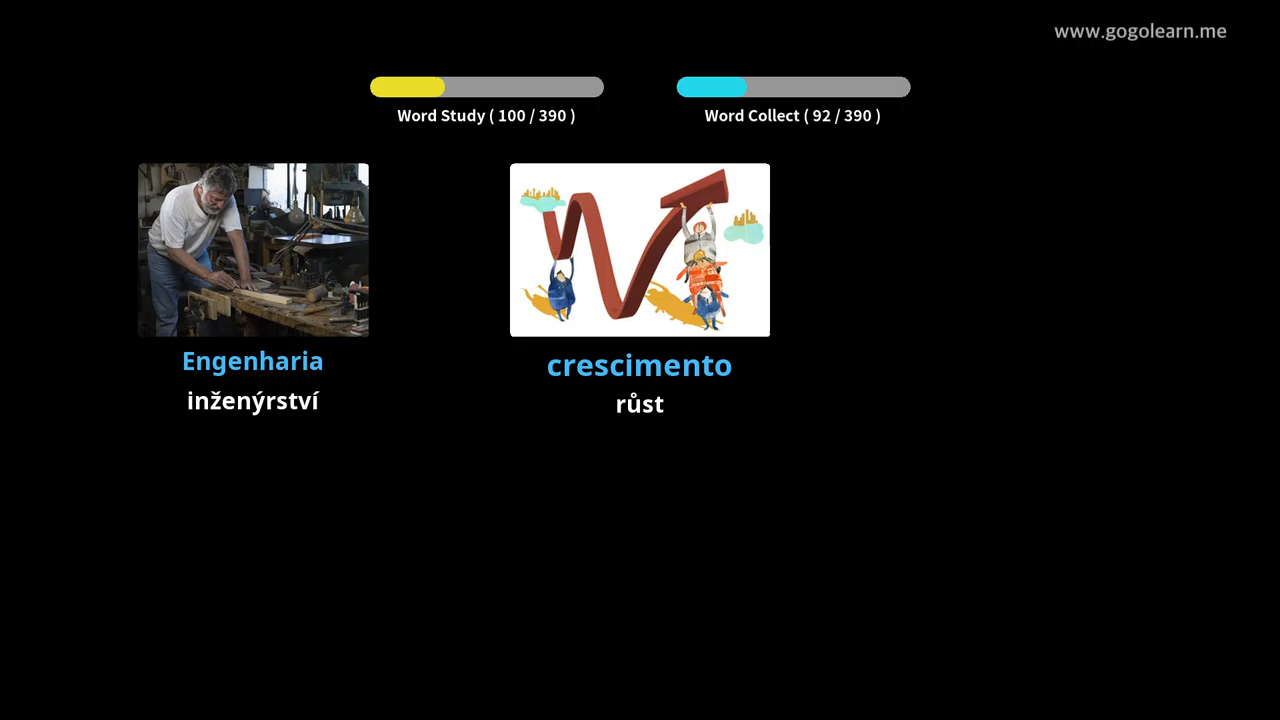 www.gogolearn.me
Word Study ( 100 / 390 )
Word Collect ( 92 / 390 )
Engenharia
inženýrství
crescimento
růst